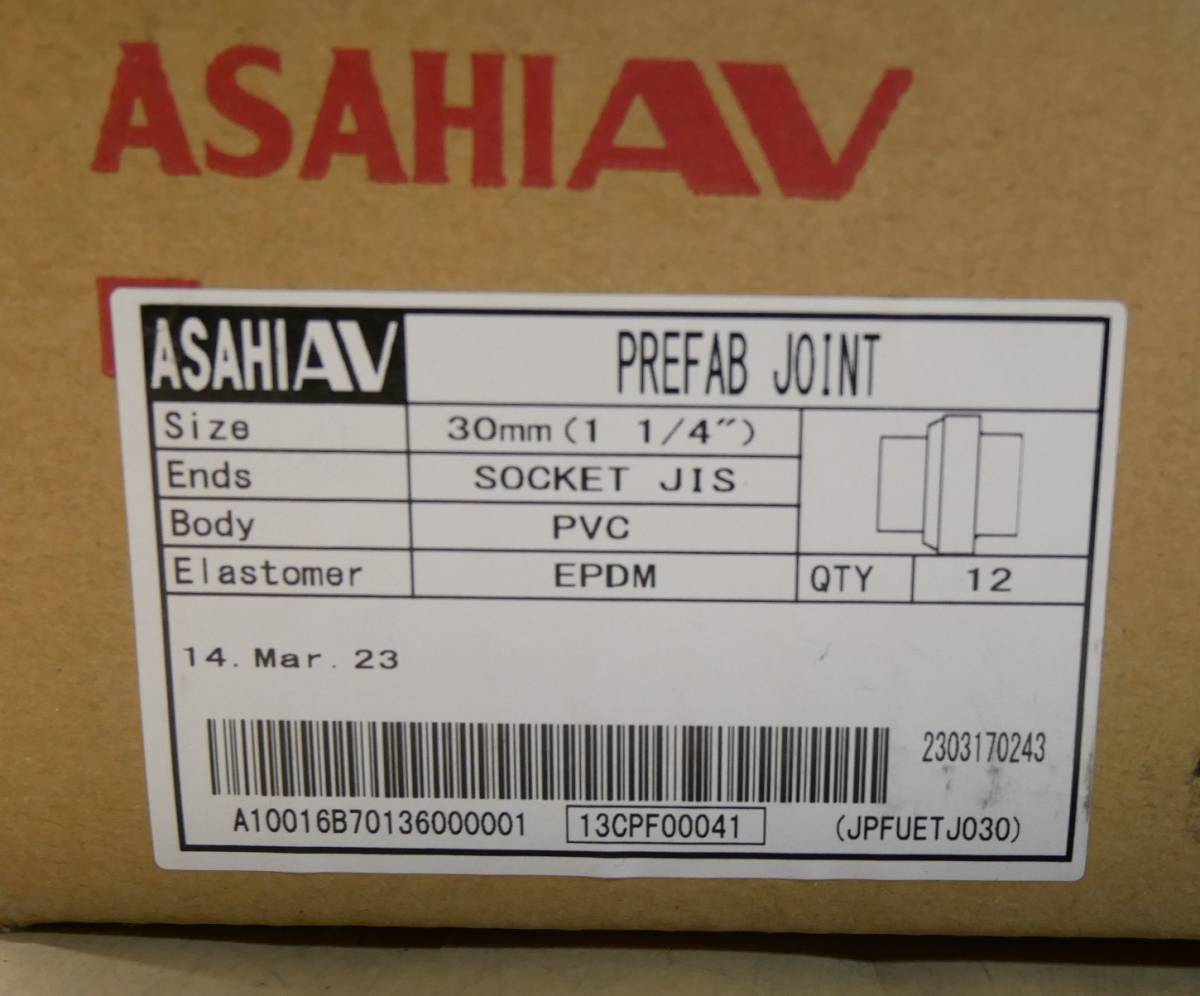 ASAHIAV
ASAHIAV PREFAB JOINT
Size 30mm(1 1/4")
Ends SOCKET JIS
Body PVC
Elastomer EPDM QTY 12
14. Mar. 23
2303170243
A10016B70136000001 13CPF00041 (JPFUETJ030)